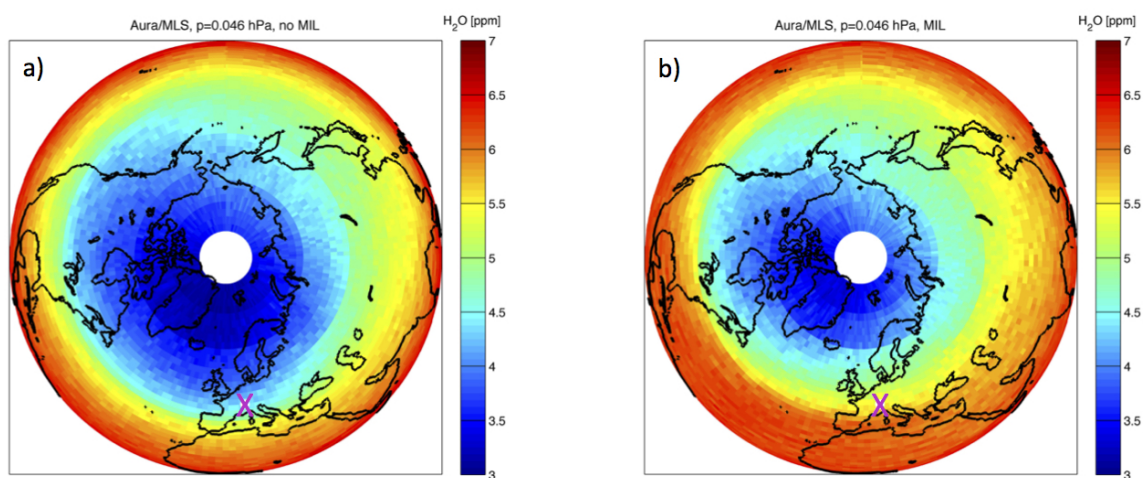 Aura/MLS, p=0.046 hPa, no MIL
H₂O [ppm]
a)
7
6.5
6
5.5
5
4.5
4
3.5
3
X
Aura/MLS, p=0.046 hPa, MIL
H₂O [ppm]
b)
7
6.5
6
5.5
5
4.5
4
3.5
3
X